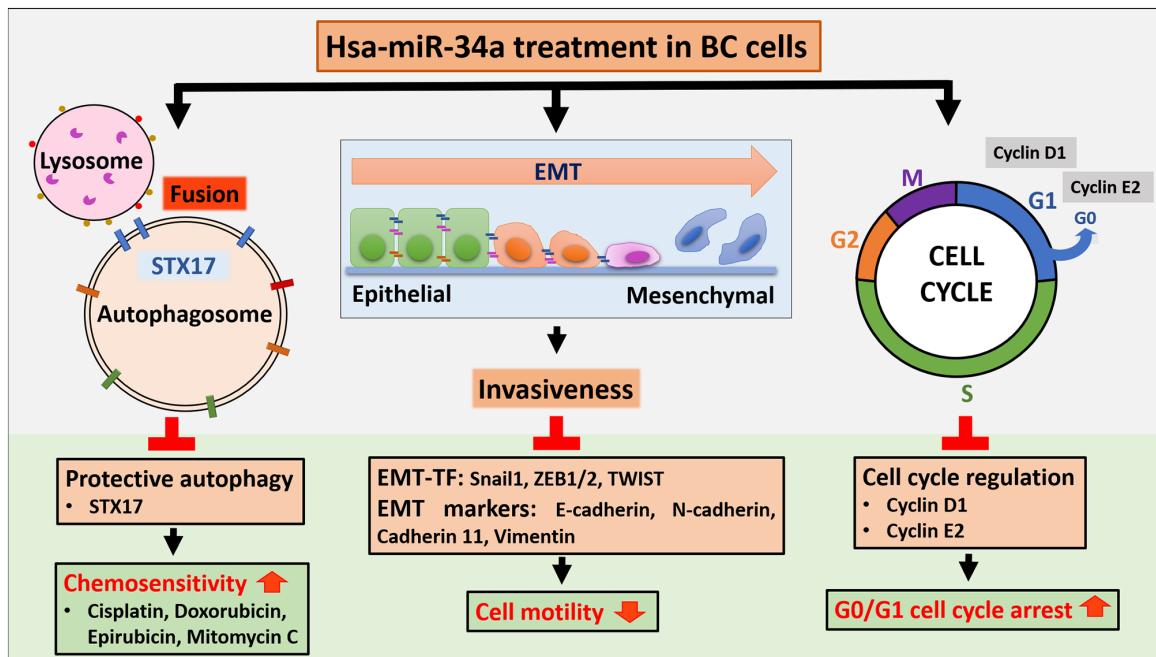 Hsa-miR-34a treatment in BC cells
Lysosome
Fusion
STX17
Autophagosome
EMT
Epithelial
Mesenchymal
Invasiveness
Cyclin D1
Cyclin E2
M
G1
G0
G2
CELL
CYCLE
S
Protective autophagy
• STX17
Chemosensitivity
• Cisplatin, Doxorubicin,
Epirubicin, Mitomycin C
EMT-TF: Snail1, ZEB1/2, TWIST
EMT markers: E-cadherin, N-cadherin,
Cadherin 11, Vimentin
Cell motility
Cell cycle regulation
• Cyclin D1
• Cyclin E2
G0/G1 cell cycle arrest